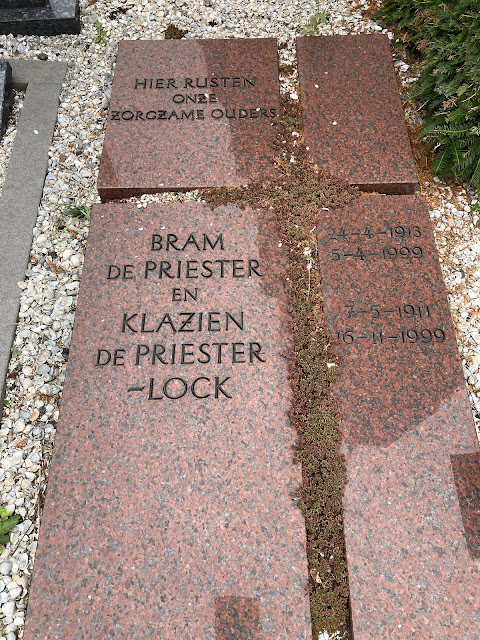 HIER RUSTEN
ONZE
ZORGZAME OUDERS
BRAM
DE PRIESTER
EN
KLAZIEN
DE PRIESTER
-LOCK
24-4-1913
5-4-1999
7-5-1911
16-11-1999